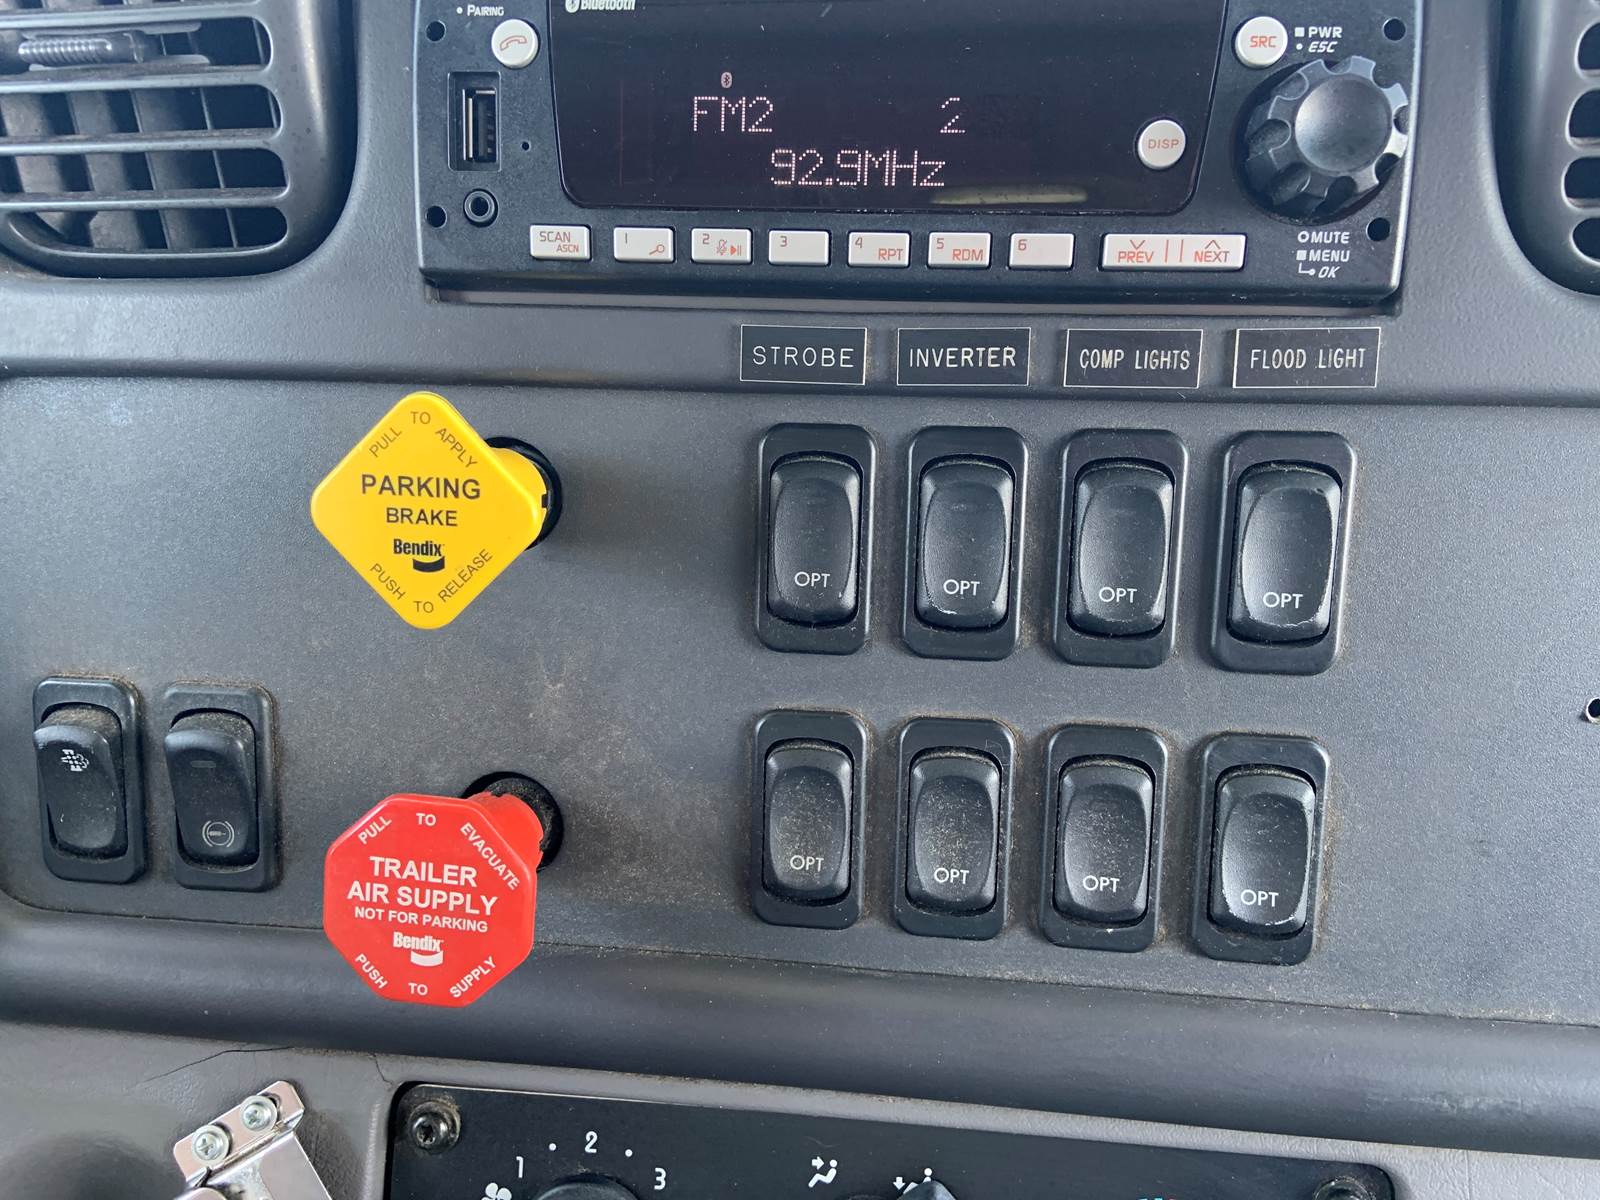 Bluetooth
PAIRING
SRC
PWR
ESC
FM2 2
92.9MHz
DISP
SCAN
ASCN
1
2
3
4 RPT
5 RDM
6
PREV
NEXT
MUTE
MENU
OK
STROBE
INVERTER
COMP LIGHTS
FLOOD LIGHT
PULL TO APPLY
PARKING
BRAKE
Bendix
PUSH TO RELEASE
OPT
OPT
OPT
OPT
PULL TO EVACUATE
TRAILER
AIR SUPPLY
NOT FOR PARKING
Bendix
PUSH TO SUPPLY
OPT
OPT
OPT
OPT
1
2
3